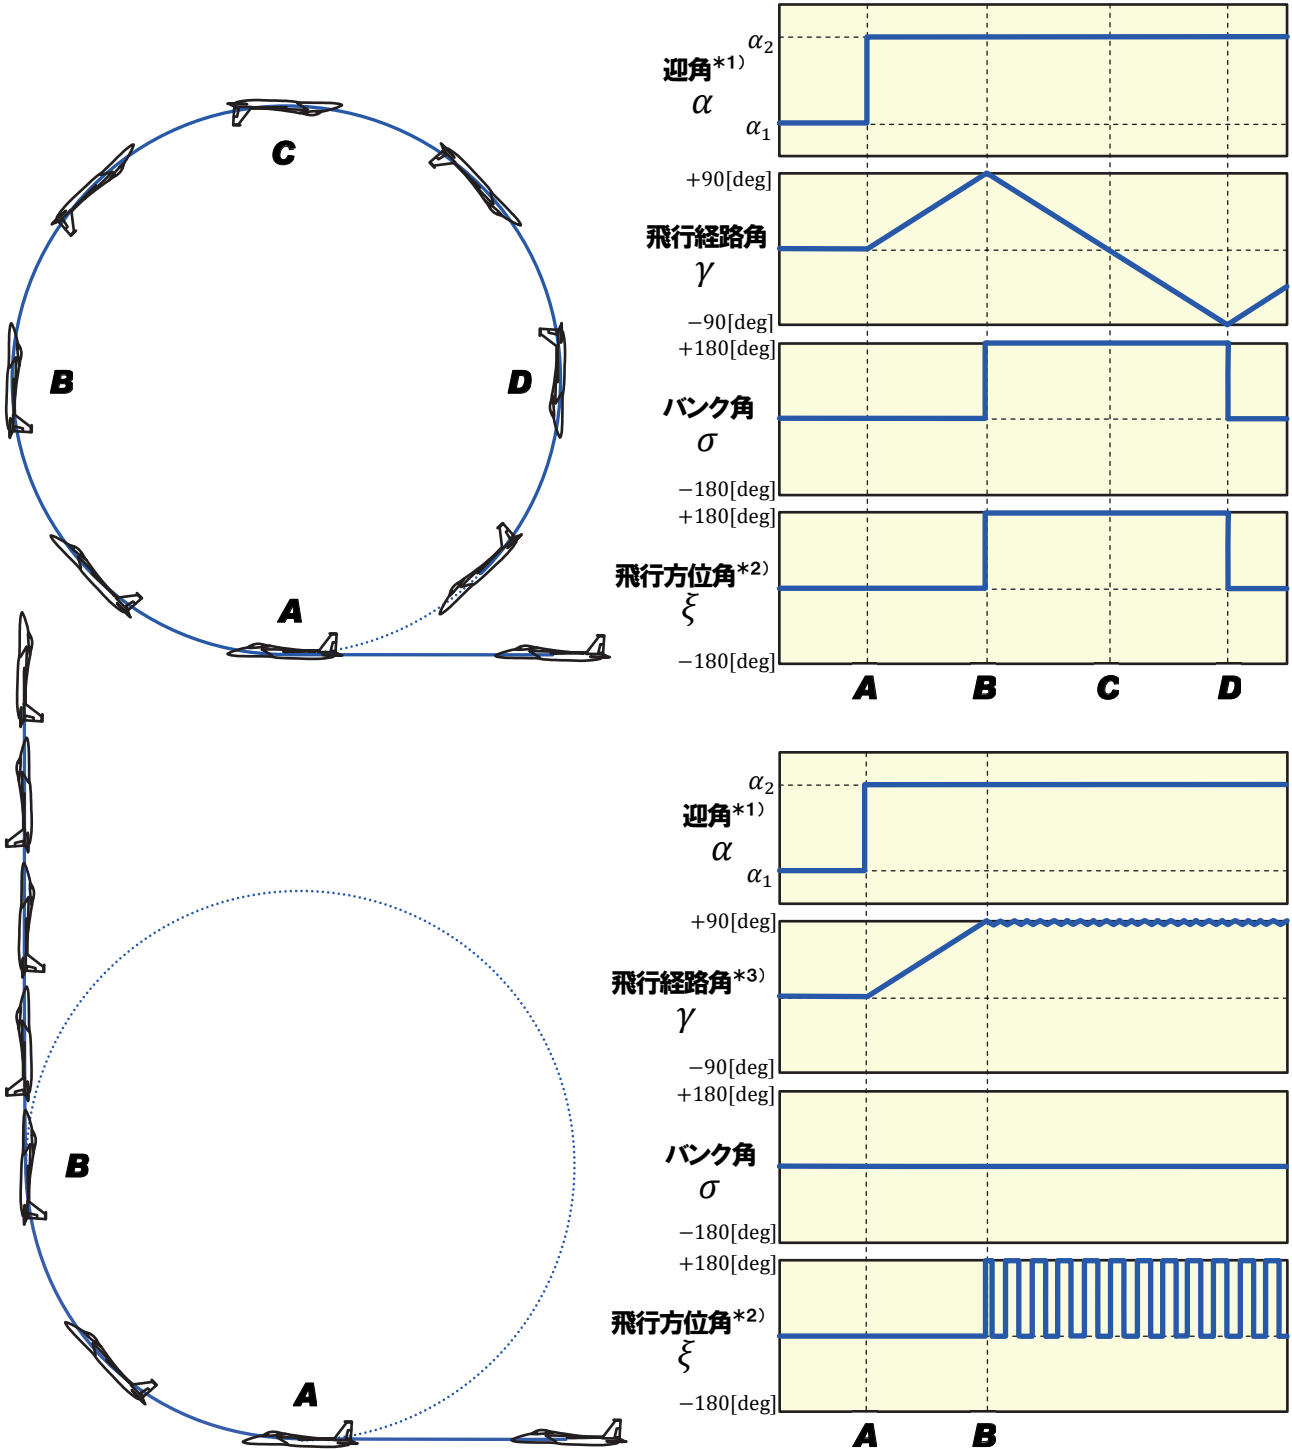 C
B
D
A
α₂
迎角*1)
α
α₁
+90[deg]
飛行経路角
γ
−90[deg]
+180[deg]
バンク角
σ
−180[deg]
+180[deg]
飛行方位角*2)
ξ
−180[deg]
A B C D
B
A
α₂
迎角*1)
α
α₁
+90[deg]
飛行経路角*3)
γ
−90[deg]
+180[deg]
バンク角
σ
−180[deg]
+180[deg]
飛行方位角*2)
ξ
−180[deg]
A B